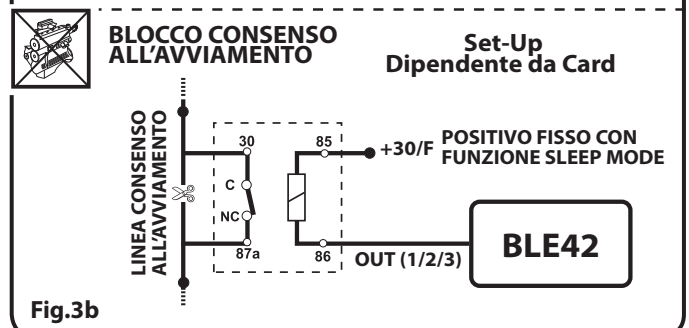 BLOCCO CONSENSO
ALL'AVVIAMENTO
Set-Up
Dipendente da Card
LINEA CONSENSO
ALL'AVVIAMENTO
30
85
C
NC
87a
86
+30/F
POSITIVO FISSO CON
FUNZIONE SLEEP MODE
OUT (1/2/3)
BLE42
Fig.3b